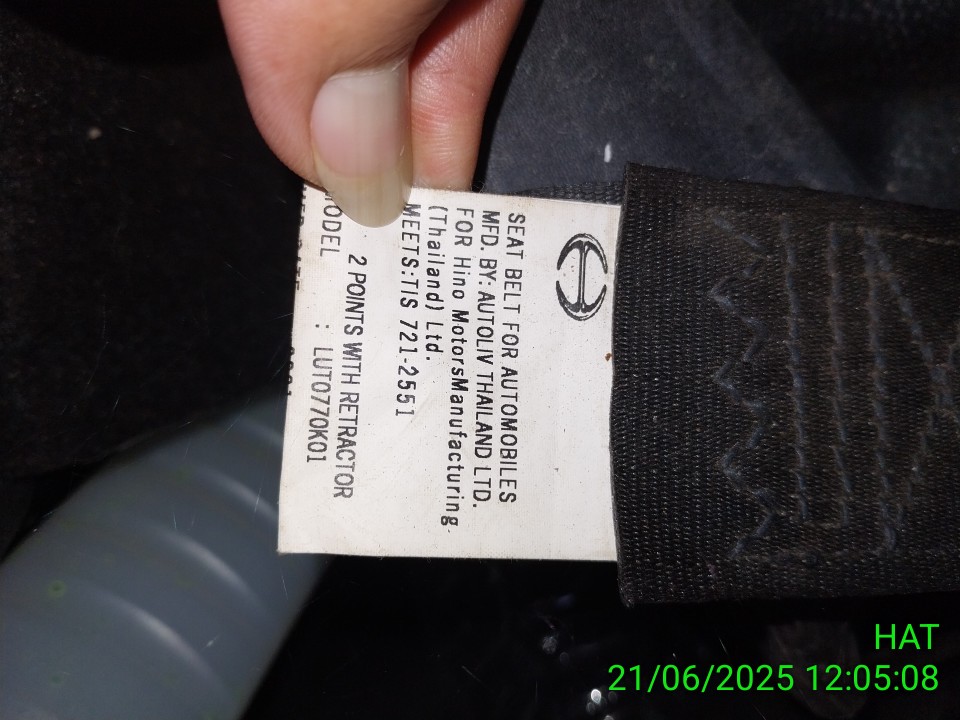 SEAT BELT FOR AUTOMOBILES
MFD. BY: AUTOLIV THAILAND LTD.
FOR Hino MotorsManufacturing.
(Thailand) Ltd.
MEETS:TIS 721-2551
2 POINTS WITH RETRACTOR
MODEL : LUT0770K01
HAT
21/06/2025 12:05:08